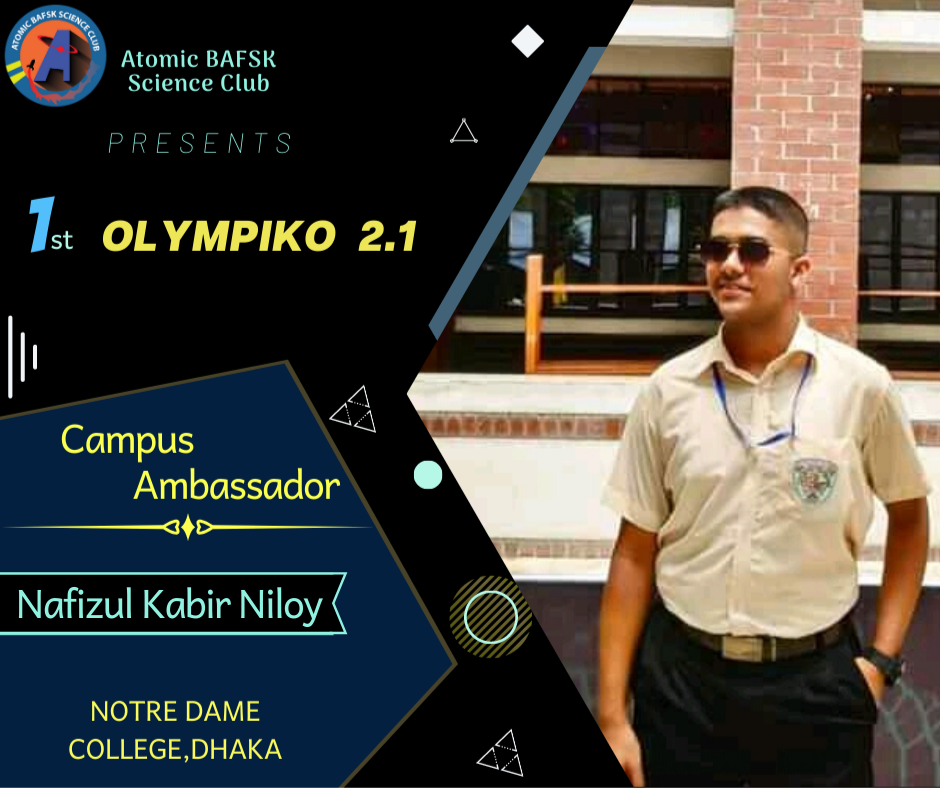 ATOMIC BAFSK SCIENCE CLUB
A
Atomic BAFSK
Science Club
PRESENTS
1st OLYMPIKO 2.1
Campus
Ambassador
Nafizul Kabir Niloy
NOTRE DAME
COLLEGE,DHAKA